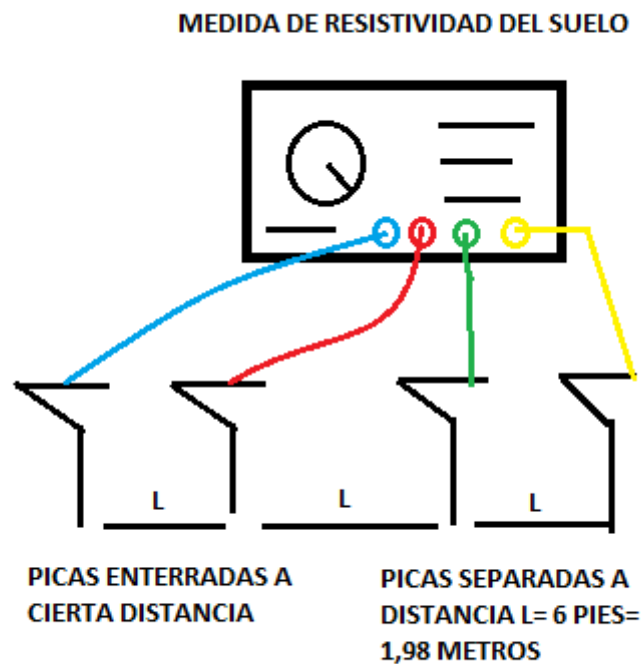 MEDIDA DE RESISTIVIDAD DEL SUELO
L
L
L
PICAS ENTERRADAS A
CIERTA DISTANCIA
PICAS SEPARADAS A
DISTANCIA L= 6 PIES=
1,98 METROS